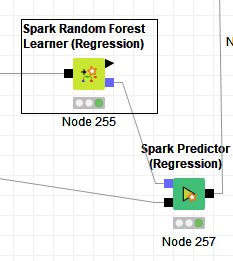 Spark Random Forest
Learner (Regression)
Node 255
Spark Predictor
(Regression)
Node 257
N